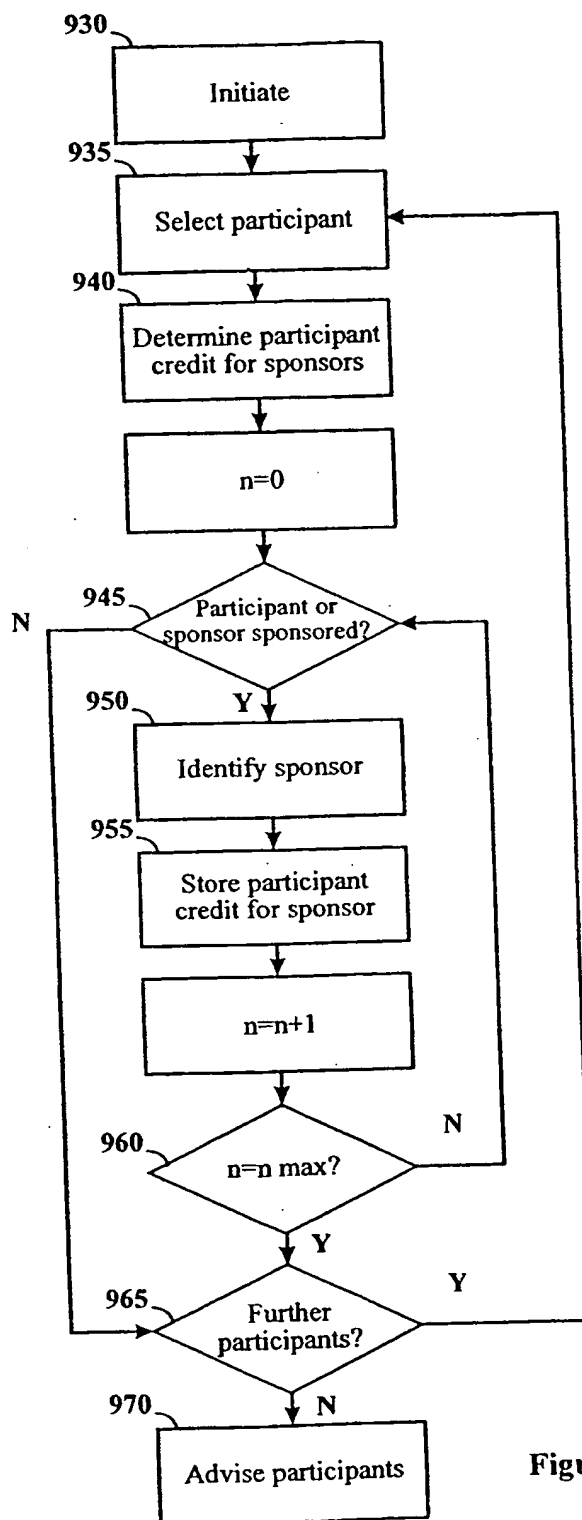 930
Initiate
935
Select participant
940
Determine participant
credit for sponsors
n=0
945
N
Participant or
sponsor sponsored?
Y
950
Identify sponsor
955
Store participant
credit for sponsor
n=n+1
960
N
n=n max?
Y
965
Y
Further
participants?
N
970
Advise participants